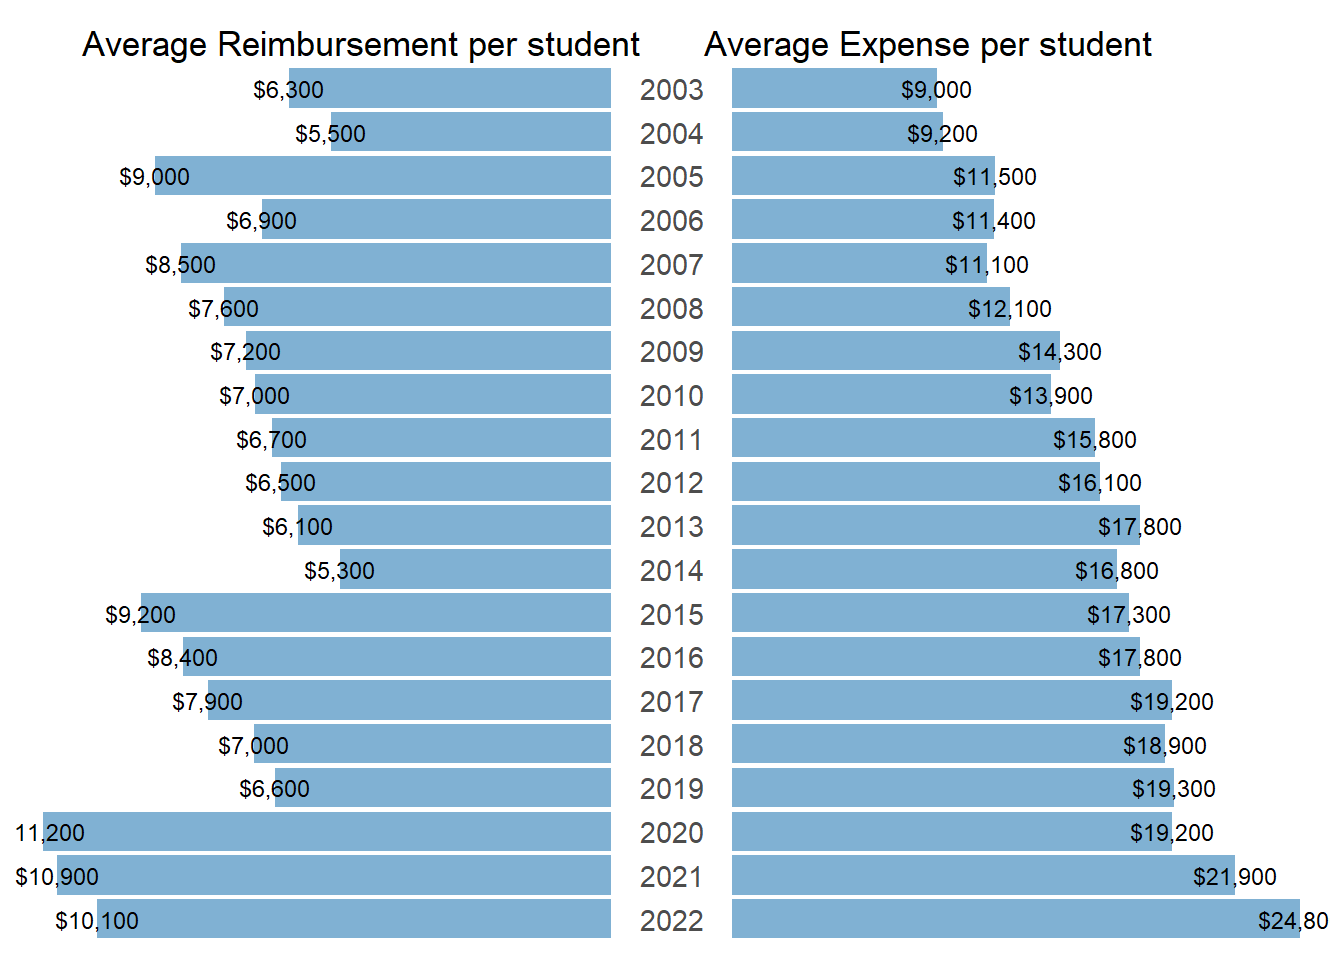 Average Reimbursement per student Average Expense per student
$6,300 2003 $9,000
$5,500 2004 $9,200
$9,000 2005 $11,500
$6,900 2006 $11,400
$8,500 2007 $11,100
$7,600 2008 $12,100
$7,200 2009 $14,300
$7,000 2010 $13,900
$6,700 2011 $15,800
$6,500 2012 $16,100
$6,100 2013 $17,800
$5,300 2014 $16,800
$9,200 2015 $17,300
$8,400 2016 $17,800
$7,900 2017 $19,200
$7,000 2018 $18,900
$6,600 2019 $19,300
11,200 2020 $19,200
$10,900 2021 $21,900
$10,100 2022 $24,80